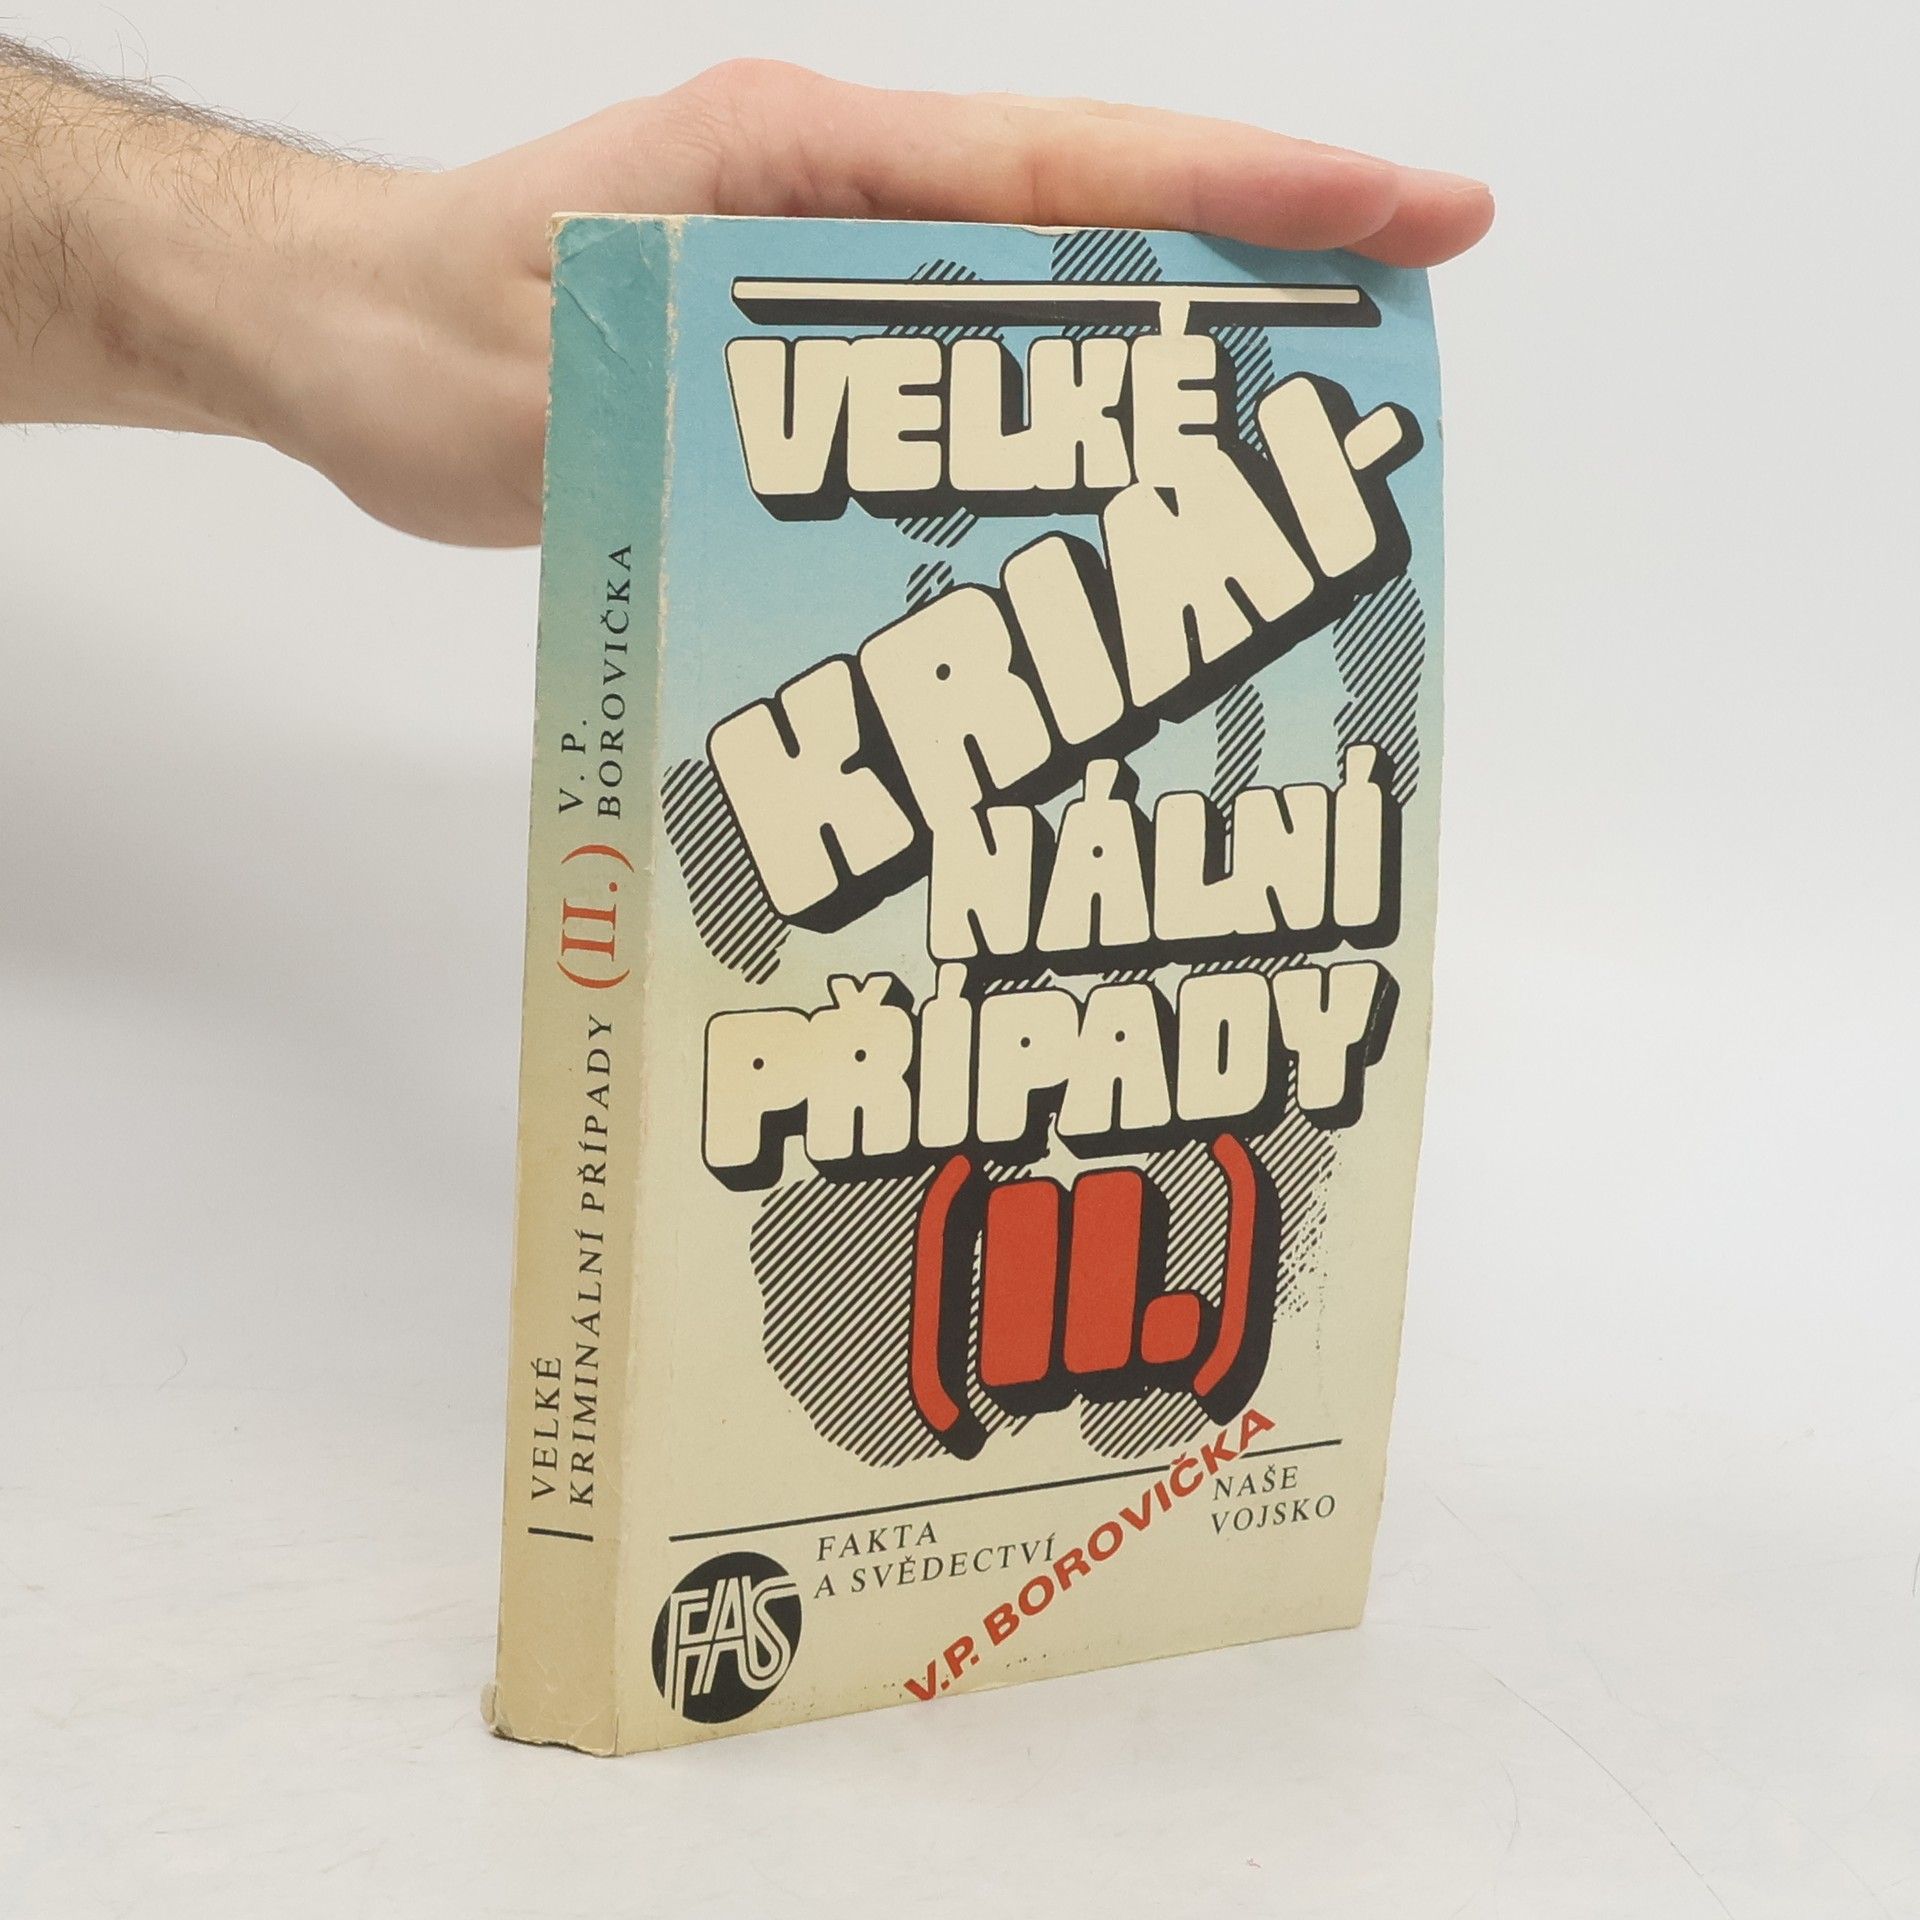 VELKÉ
KRIMI-
NÁLNÍ
PŘÍPADY
(II.)
V.P. BOROVIČKA
FAKTA
A SVĚDECTVÍ
NAŠE
VOJSKO
FAS
VELKÉ
KRIMINÁLNÍ PŘÍPADY (II.)
V. P.
BOROVIČKA